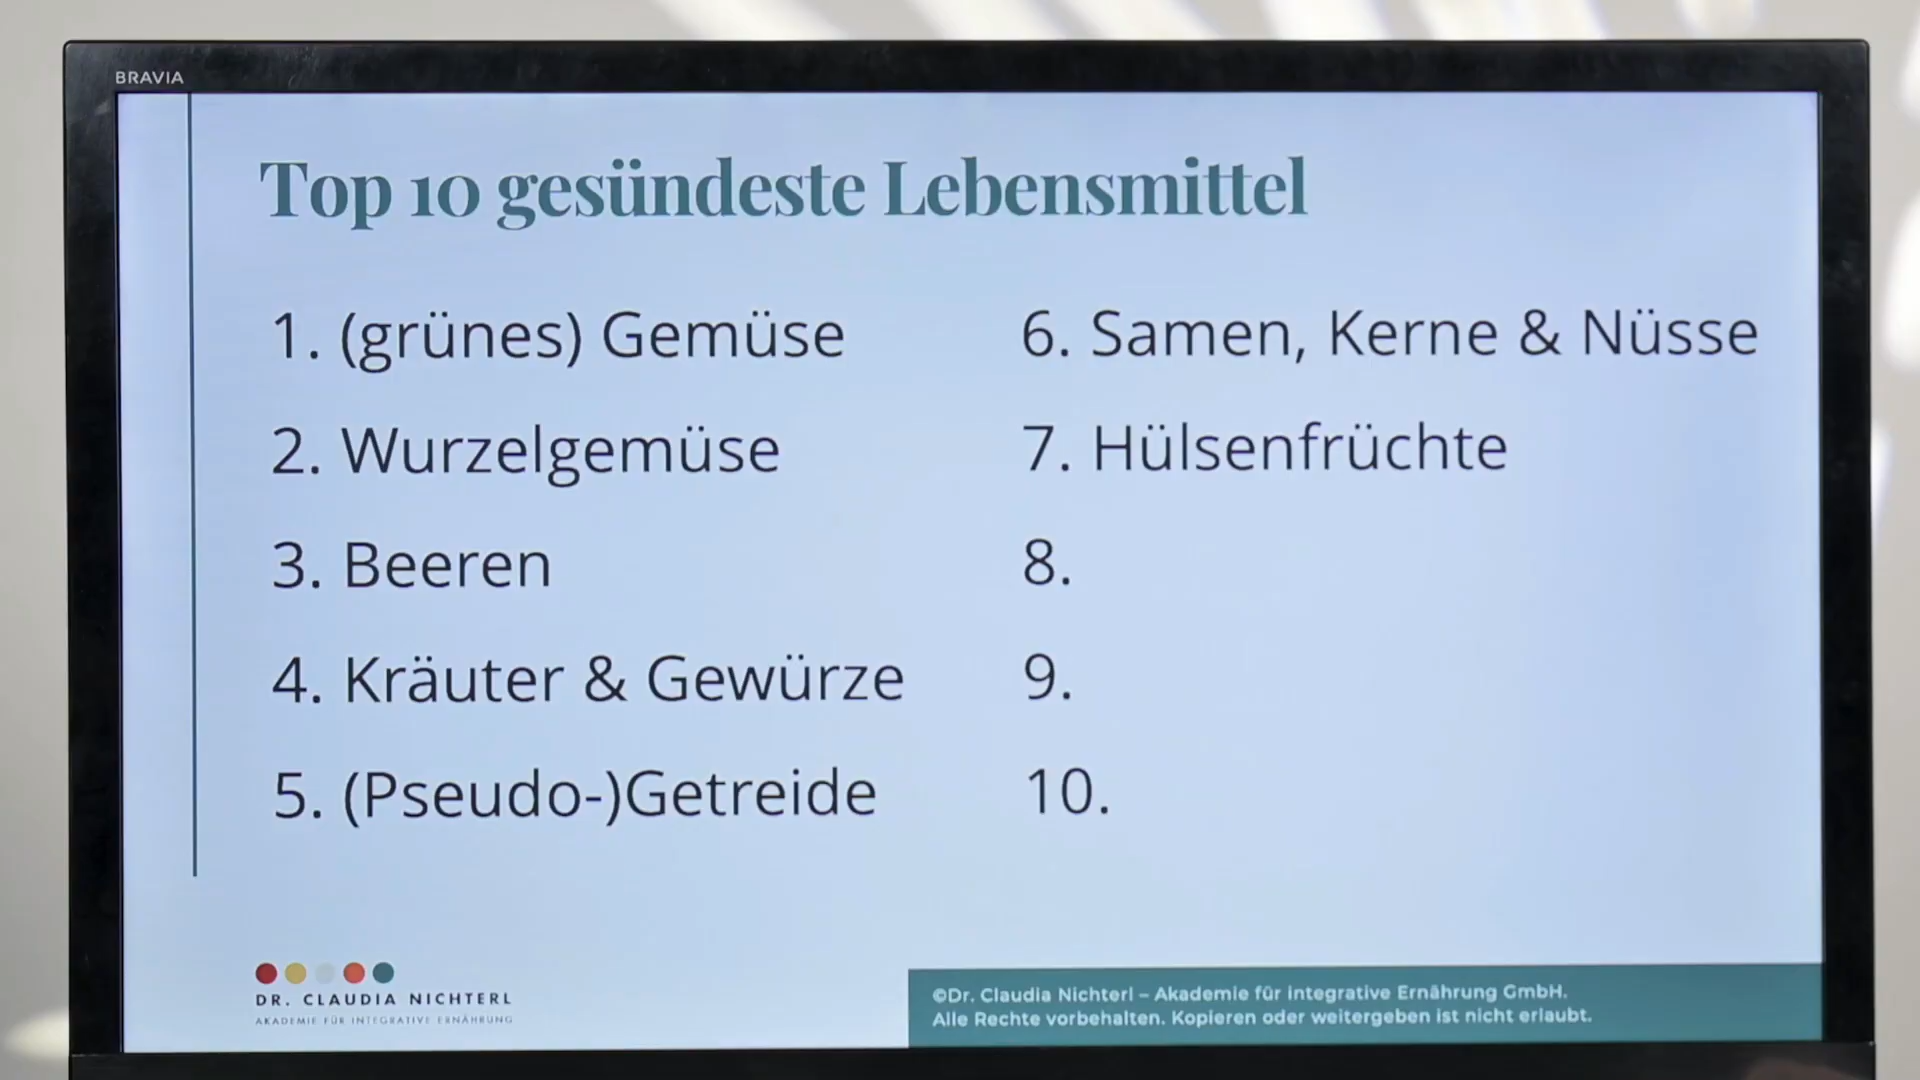 BRAVIA
Top 10 gesündeste Lebensmittel
1. (grünes) Gemüse
2. Wurzelgemüse
3. Beeren
4. Kräuter & Gewürze
5. (Pseudo-)Getreide
6. Samen, Kerne & Nüsse
7. Hülsenfrüchte
8.
9.
10.
DR. CLAUDIA NICHTERL
AKADEMIE FÜR INTEGRATIVE ERNÄHRUNG
©Dr. Claudia Nichterl – Akademie für integrative Ernährung GmbH.
Alle Rechte vorbehalten. Kopieren oder weitergeben ist nicht erlaubt.